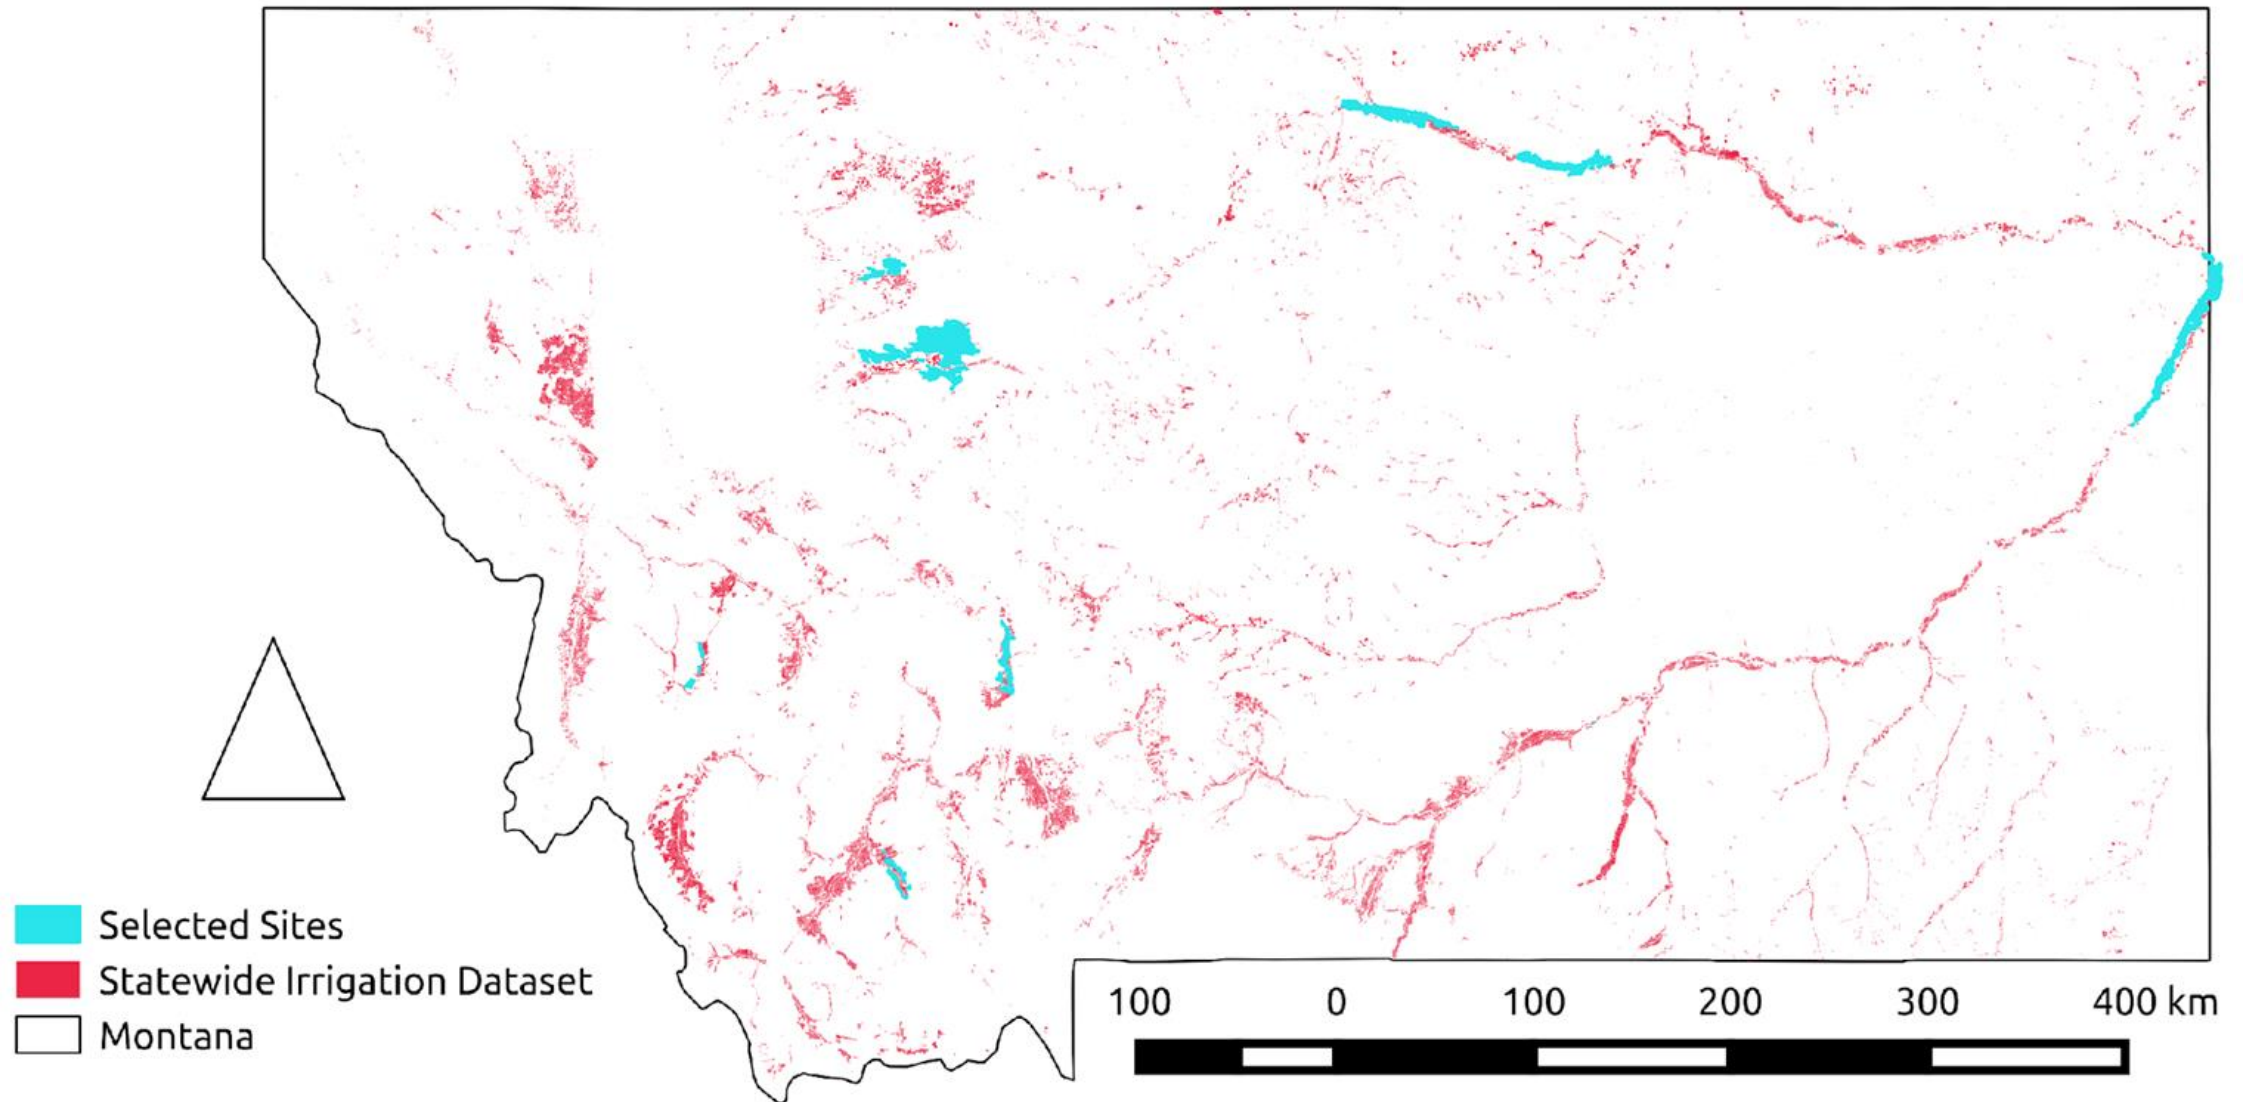 Selected Sites
Statewide Irrigation Dataset
Montana
100 0 100 200 300 400 km